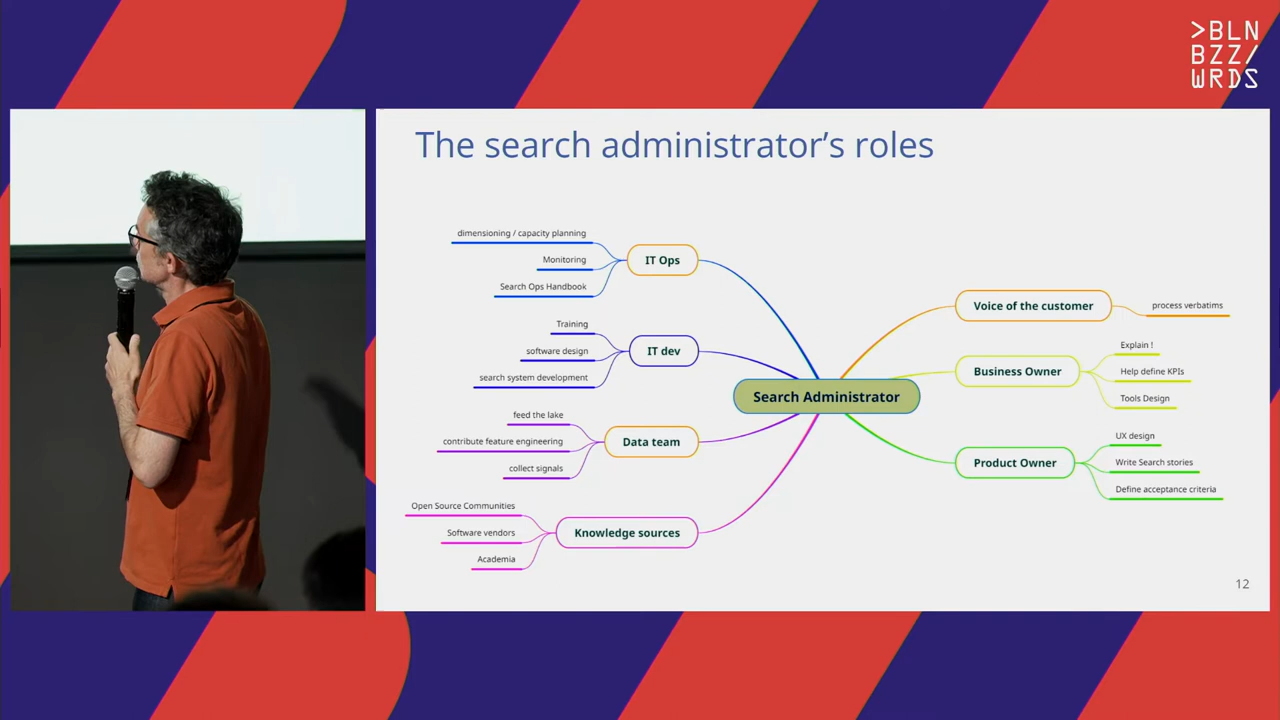 >BLN
BZZ/
WRDS
The search administrator's roles
dimensioning / capacity planning
Monitoring
Search Ops Handbook
IT Ops
Training
software design
search system development
IT dev
feed the lake
contribute feature engineering
collect signals
Data team
Open Source Communities
Software vendors
Academia
Knowledge sources
Search Administrator
Voice of the customer
process verbatims
Business Owner
Explain !
Help define KPIs
Tools Design
Product Owner
UX design
Write Search stories
Define acceptance criteria
12